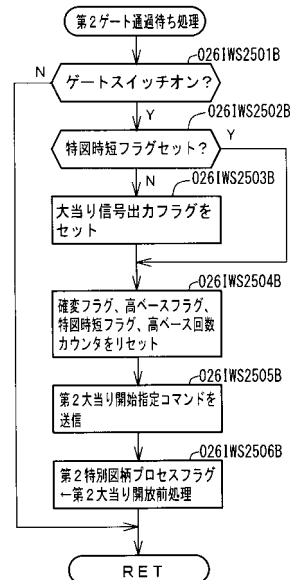 第2ゲート通過待ち処理
026IWS2501B
N
ゲートスイッチオン?
Y
026IWS2502B
特図時短フラグセット?
Y
N
026IWS2503B
大当り信号出力フラグを
セット
026IWS2504B
確変フラグ、高ベースフラグ、
特図時短フラグ、高ベース回数
カウンタをリセット
026IWS2505B
第2大当り開始指定コマンドを
送信
026IWS2506B
第2特別図柄プロセスフラグ
←第2大当り開放前処理
RET